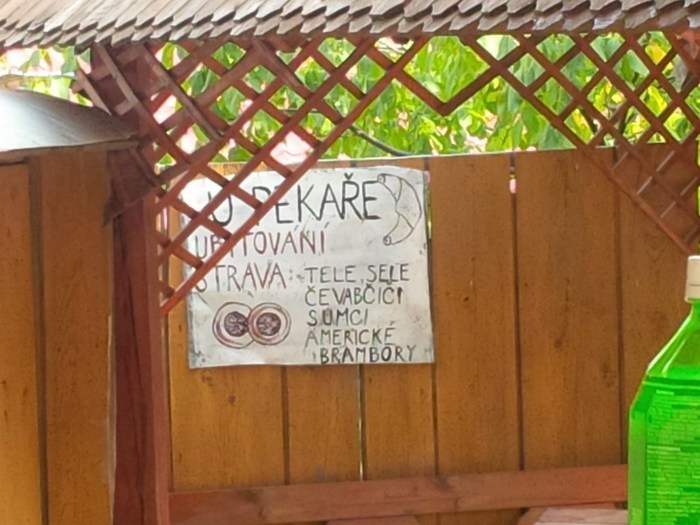 U PEKAŘE
UBYTOVÁNÍ
STRAVA: TELE, SELE
ČEVABČIČI
SUMCI
AMERICKÉ
BRAMBORY